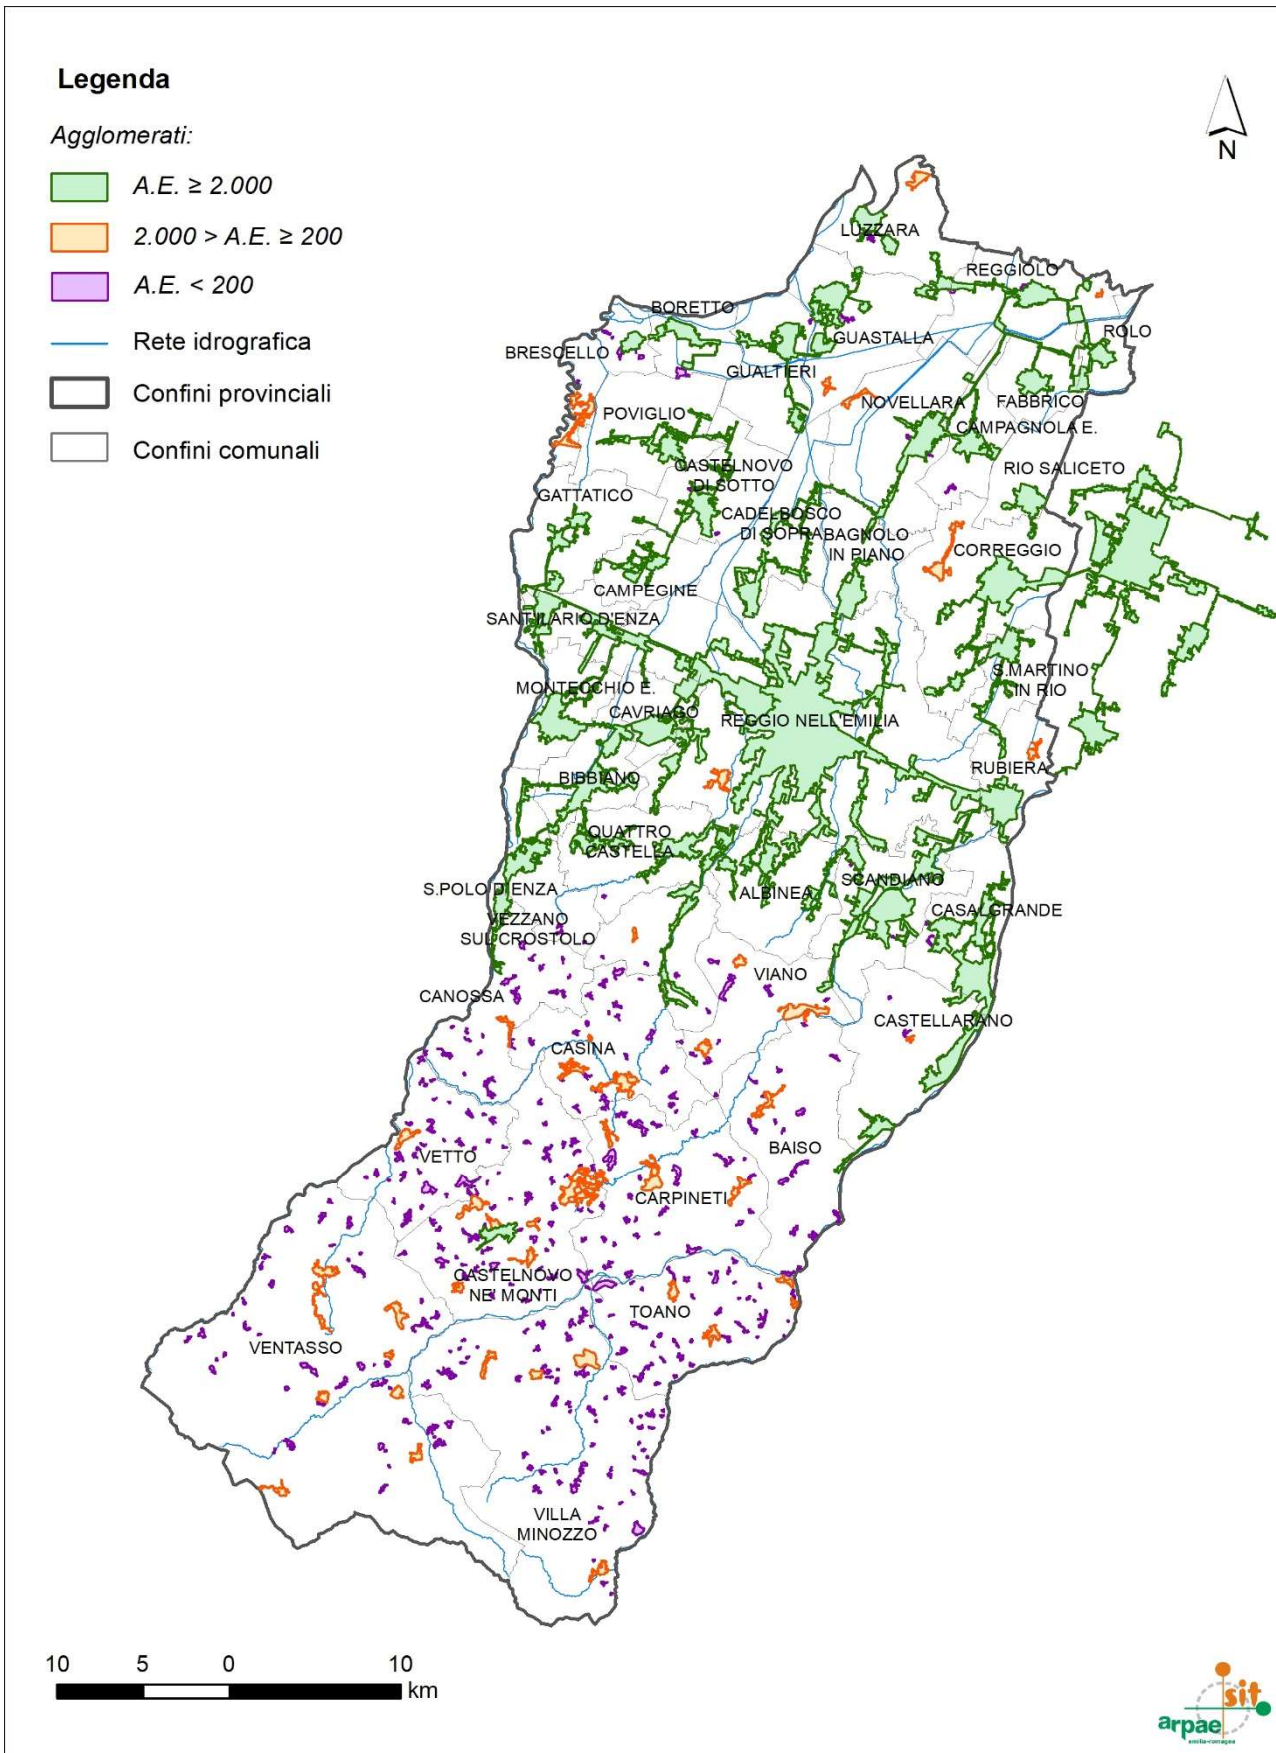 Legenda
Agglomerati:
A.E. ≥ 2.000
2.000 > A.E. ≥ 200
A.E. < 200
Rete idrografica
Confini provinciali
Confini comunali
N
LUZZARA
REGGIOLO
BORETTO
ROLO
GUASTALLA
BRESCELLO
GUALTIERI
NOVELLARA
FABBRICO
POVIGLIO
CAMPAGNOLA E.
CASTELNOVO
DI SOTTO
RIO SALICETO
GATTATICO
CADELBOSCO
DI SOPRA
BAGNOLO
IN PIANO
CORREGGIO
CAMPEGINE
SANT'ILARIO D'ENZA
S.MARTINO
IN RIO
MONTECCHIO E.
CAVRIAGO
REGGIO NELL'EMILIA
RUBIERA
BIBBIANO
QUATTRO
CASTELLA
SCANDIANO
S.POLO D'ENZA
ALBINEA
CASALGRANDE
VEZZANO
SUL CROSTOLO
VIANO
CANOSSA
CASTELLARANO
CASINA
BAISO
VETTO
CARPINETI
CASTELNOVO
NEI MONTI
TOANO
VENTASSO
VILLA
MINOZZO
10 5 0 10
km
sit
arpae
emilia-romagna